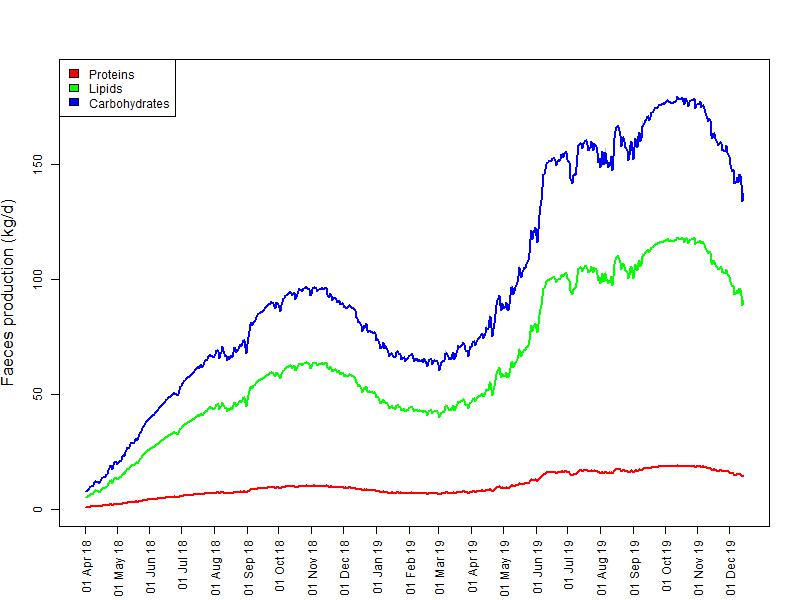 Proteins
Lipids
Carbohydrates
Faeces production (kg/d)
150
100
50
0
01 Apr 18
01 May 18
01 Jun 18
01 Jul 18
01 Aug 18
01 Sep 18
01 Oct 18
01 Nov 18
01 Dec 18
01 Jan 19
01 Feb 19
01 Mar 19
01 Apr 19
01 May 19
01 Jun 19
01 Jul 19
01 Aug 19
01 Sep 19
01 Oct 19
01 Nov 19
01 Dec 19